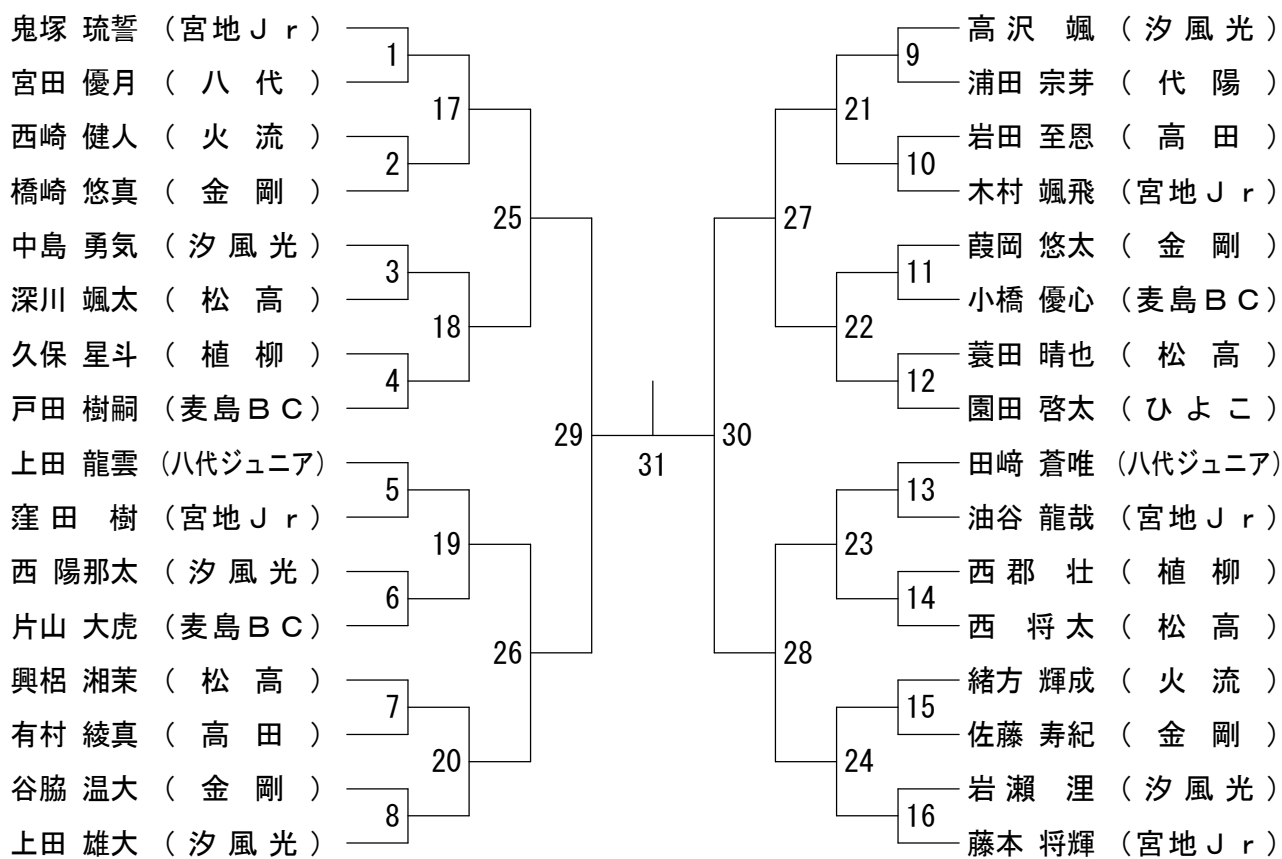 鬼塚 琉誓 (宮地Jr)
1
宮田 優月 (八代)
17
西崎 健人 (火流)
2
橋崎 悠真 (金剛)
25
中島 勇気 (汐風光)
3
深川 颯太 (松高)
18
久保 星斗 (植柳)
4
戸田 樹嗣 (麦島BC)
29
上田 龍雲 (八代ジュニア)
5
窪田 樹 (宮地Jr)
19
西 陽那太 (汐風光)
6
片山 大虎 (麦島BC)
26
興梠 湘茉 (松高)
7
有村 綾真 (高田)
20
谷脇 温大 (金剛)
8
上田 雄大 (汐風光)
31
高沢 颯 (汐風光)
9
浦田 宗芽 (代陽)
21
岩田 至恩 (高田)
10
木村 颯飛 (宮地Jr)
27
葭岡 悠太 (金剛)
11
小橋 優心 (麦島BC)
22
蓑田 晴也 (松高)
12
園田 啓太 (ひよこ)
30
田﨑 蒼唯 (八代ジュニア)
13
油谷 龍哉 (宮地Jr)
23
西郡 壮 (植柳)
14
西 将太 (松高)
28
緒方 輝成 (火流)
15
佐藤 寿紀 (金剛)
24
岩瀬 浬 (汐風光)
16
藤本 将輝 (宮地Jr)